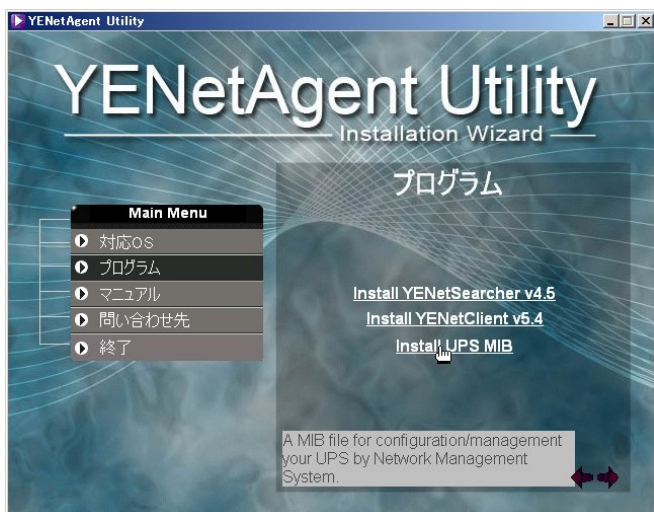 YENetAgent Utility
YENetAgent Utility
Installation Wizard
プログラム
Main Menu
対応OS
プログラム
マニュアル
問い合わせ先
終了
Install YENetSearcher v4.5
Install YENetClient v5.4
Install UPS MIB
A MIB file for configuration/management
your UPS by Network Management
System.